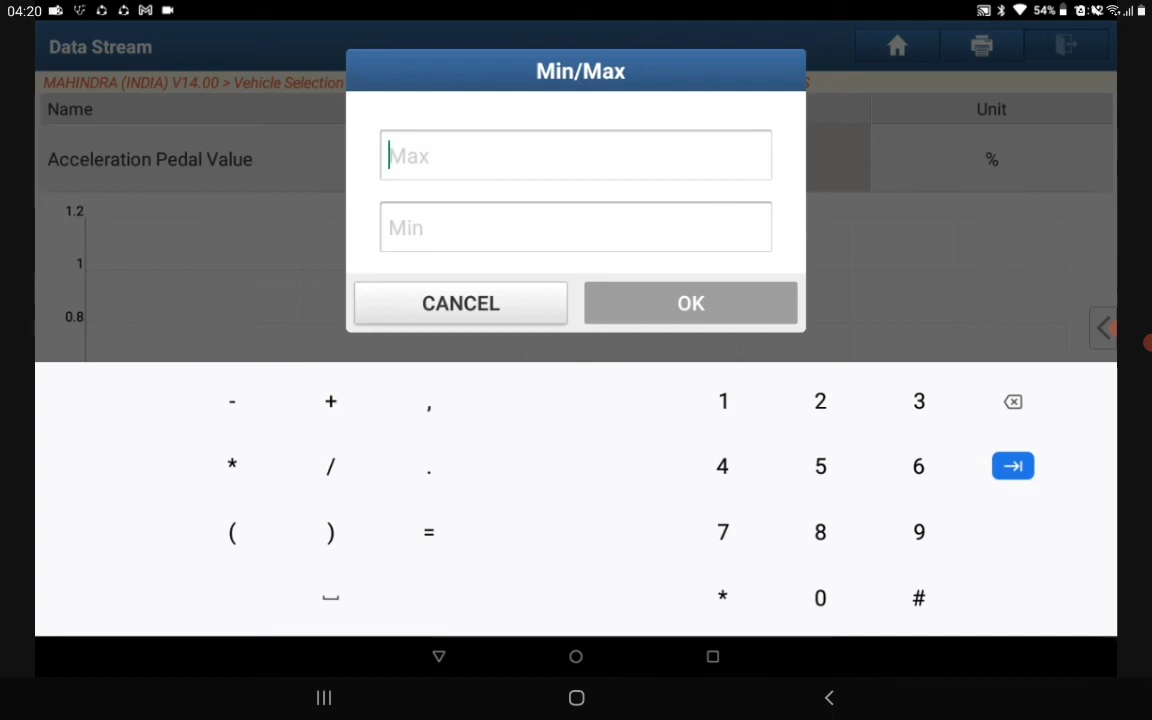 04:20
54%
Data Stream
Min/Max
MAHINDRA (INDIA) V14.00 > Vehicle Selection
Name
Unit
Acceleration Pedal Value
%
Max
Min
1.2
1
0.8
CANCEL
OK
- + , 1 2 3
* / . 4 5 6
( ) = 7 8 9
* 0 #